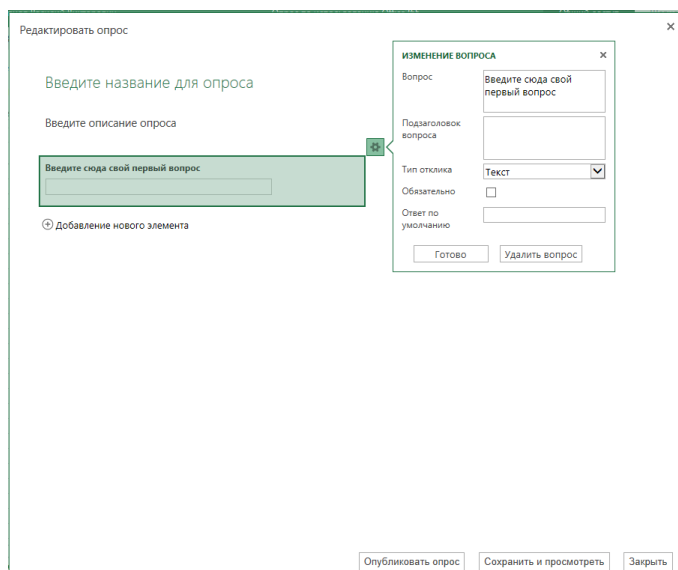 Редактировать опрос
Введите название для опроса
Введите описание опроса
Введите сюда свой первый вопрос
Добавление нового элемента
ИЗМЕНЕНИЕ ВОПРОСА
Вопрос
Введите сюда свой
первый вопрос
Подзаголовок
вопроса
Тип отклика
Текст
Обязательно
Ответ по
умолчанию
Готово
Удалить вопрос
Опубликовать опрос
Сохранить и просмотреть
Закрыть